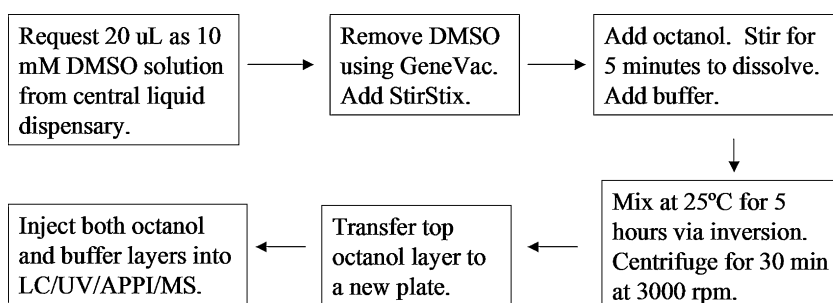 Request 20 uL as 10
mM DMSO solution
from central liquid
dispensary.
Remove DMSO
using GeneVac.
Add StirStix.
Add octanol.  Stir for
5 minutes to dissolve.
Add buffer.
Mix at 25ºC for 5
hours via inversion.
Centrifuge for 30 min
at 3000 rpm.
Transfer top
octanol layer to
a new plate.
Inject both octanol
and buffer layers into
LC/UV/APPI/MS.